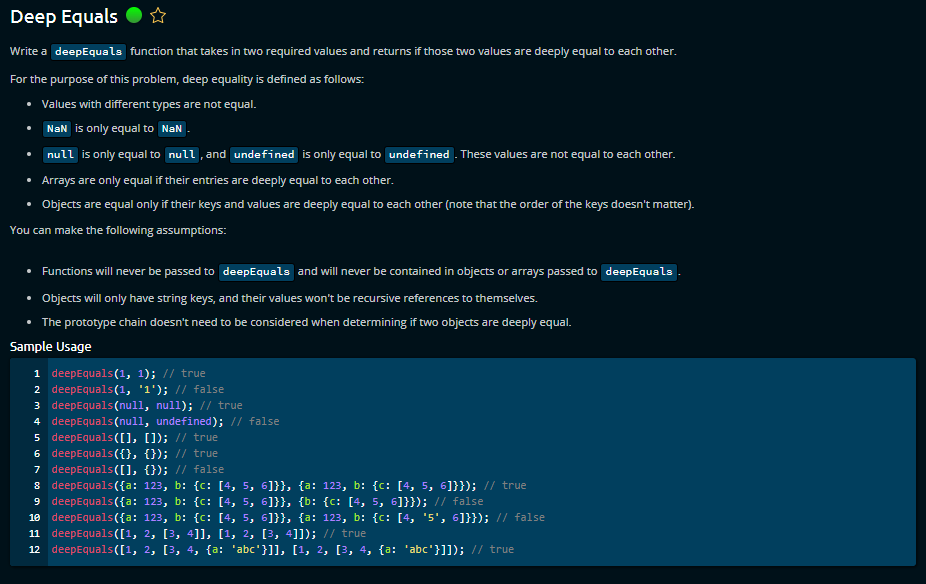 Deep Equals
Write a deepEquals function that takes in two required values and returns if those two values are deeply equal to each other.
For the purpose of this problem, deep equality is defined as follows:
• Values with different types are not equal.
• NaN is only equal to NaN .
• null is only equal to null , and undefined is only equal to undefined . These values are not equal to each other.
• Arrays are only equal if their entries are deeply equal to each other.
• Objects are equal only if their keys and values are deeply equal to each other (note that the order of the keys doesn't matter).
You can make the following assumptions:
• Functions will never be passed to deepEquals and will never be contained in objects or arrays passed to deepEquals .
• Objects will only have string keys, and their values won't be recursive references to themselves.
• The prototype chain doesn't need to be considered when determining if two objects are deeply equal.
Sample Usage
1 deepEquals(1, 1); // true
2 deepEquals(1, '1'); // false
3 deepEquals(null, null); // true
4 deepEquals(null, undefined); // false
5 deepEquals([], []); // true
6 deepEquals({}, {}); // true
7 deepEquals([], {}); // false
8 deepEquals({a: 123, b: {c: [4, 5, 6]}}, {a: 123, b: {c: [4, 5, 6]}}); // true
9 deepEquals({a: 123, b: {c: [4, 5, 6]}}, {b: {c: [4, 5, 6]}}); // false
10 deepEquals({a: 123, b: {c: [4, 5, 6]}}, {a: 123, b: {c: [4, '5', 6]}}); // false
11 deepEquals([1, 2, [3, 4]], [1, 2, [3, 4]]); // true
12 deepEquals([1, 2, [3, 4, {a: 'abc'}]], [1, 2, [3, 4, {a: 'abc'}]]); // true